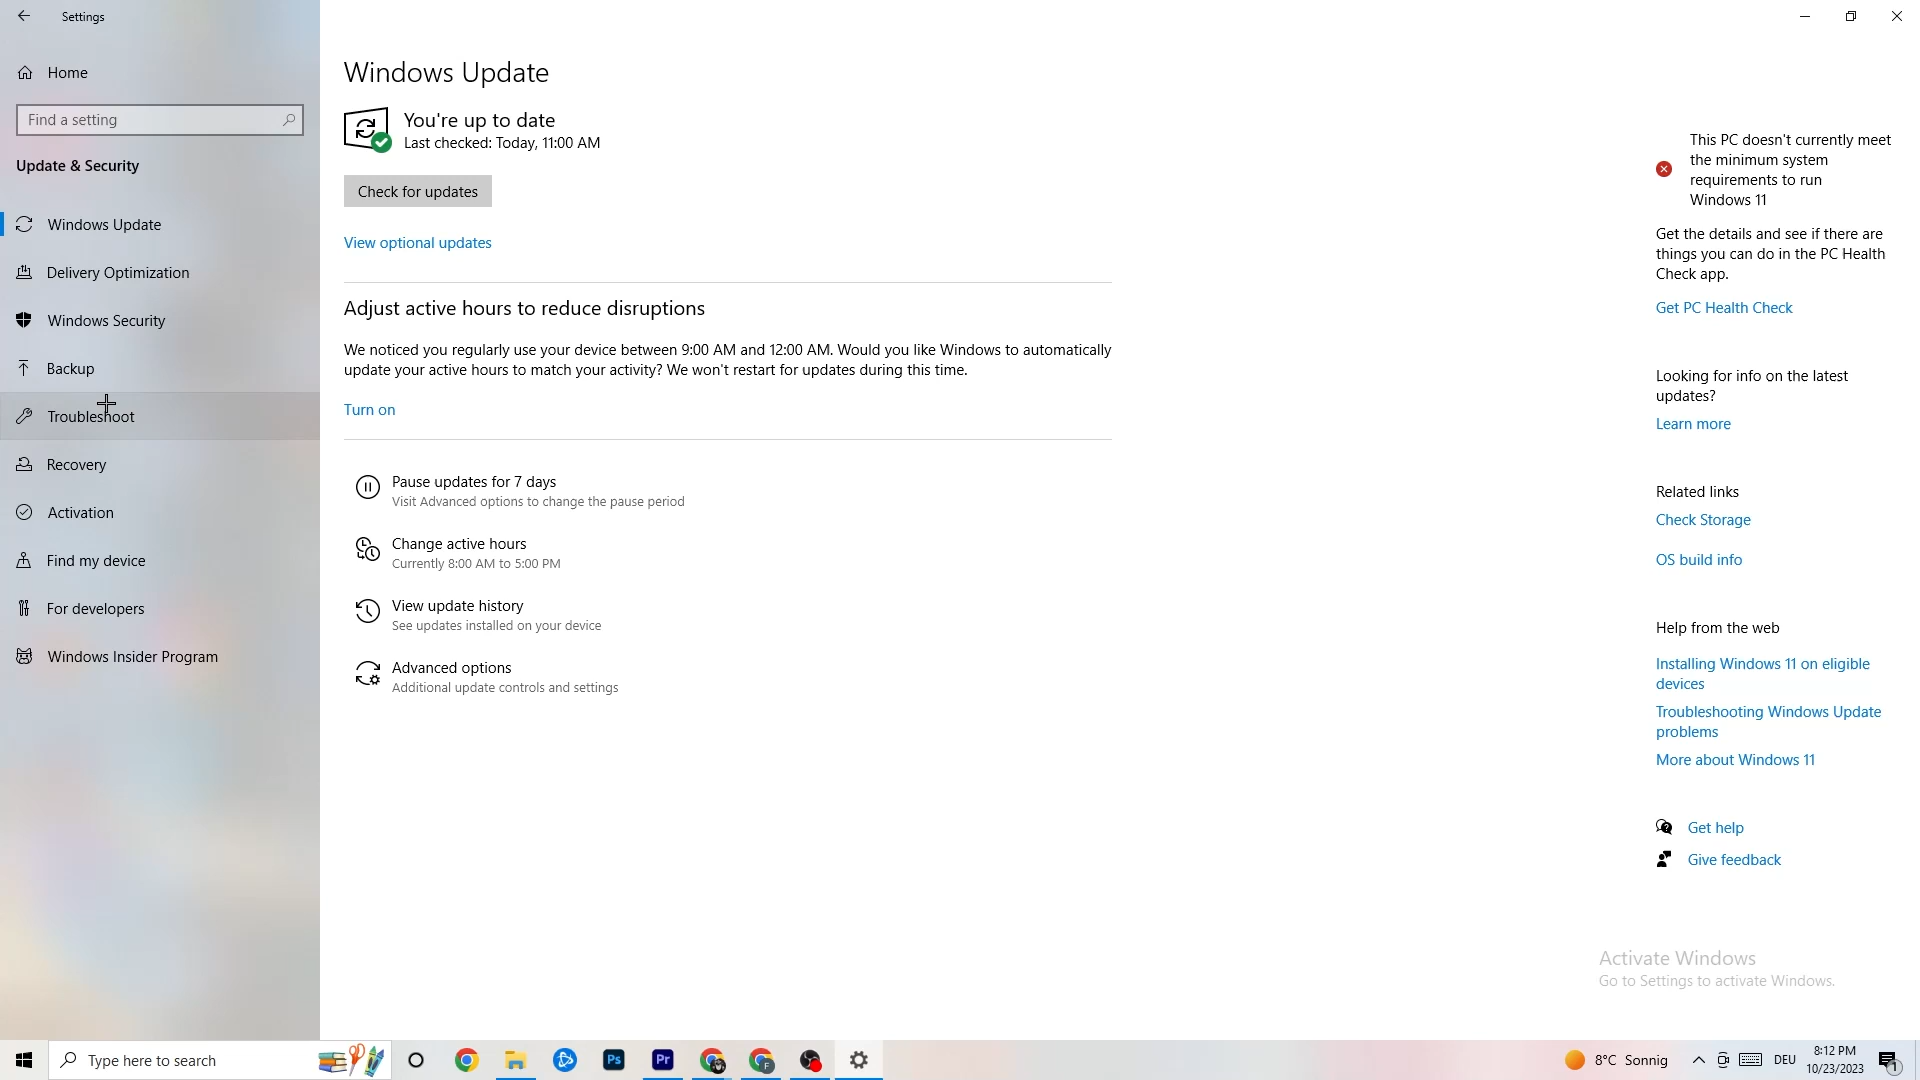 Settings
Home
Find a setting
Update & Security
Windows Update
Delivery Optimization
Windows Security
Backup
Troubleshoot
Recovery
Activation
Find my device
For developers
Windows Insider Program
Windows Update
You're up to date
Last checked: Today, 11:00 AM
Check for updates
View optional updates
Adjust active hours to reduce disruptions
We noticed you regularly use your device between 9:00 AM and 12:00 AM. Would you like Windows to automatically
update your active hours to match your activity? We won't restart for updates during this time.
Turn on
Pause updates for 7 days
Visit Advanced options to change the pause period
Change active hours
Currently 8:00 AM to 5:00 PM
View update history
See updates installed on your device
Advanced options
Additional update controls and settings
This PC doesn't currently meet
the minimum system
requirements to run
Windows 11
Get the details and see if there are
things you can do in the PC Health
Check app.
Get PC Health Check
Looking for info on the latest
updates?
Learn more
Related links
Check Storage
OS build info
Help from the web
Installing Windows 11 on eligible
devices
Troubleshooting Windows Update
problems
More about Windows 11
Get help
Give feedback
Activate Windows
Go to Settings to activate Windows.
Type here to search
Ps
Pr
F
8°C Sonnig
DEU
8:12 PM
10/23/2023
1